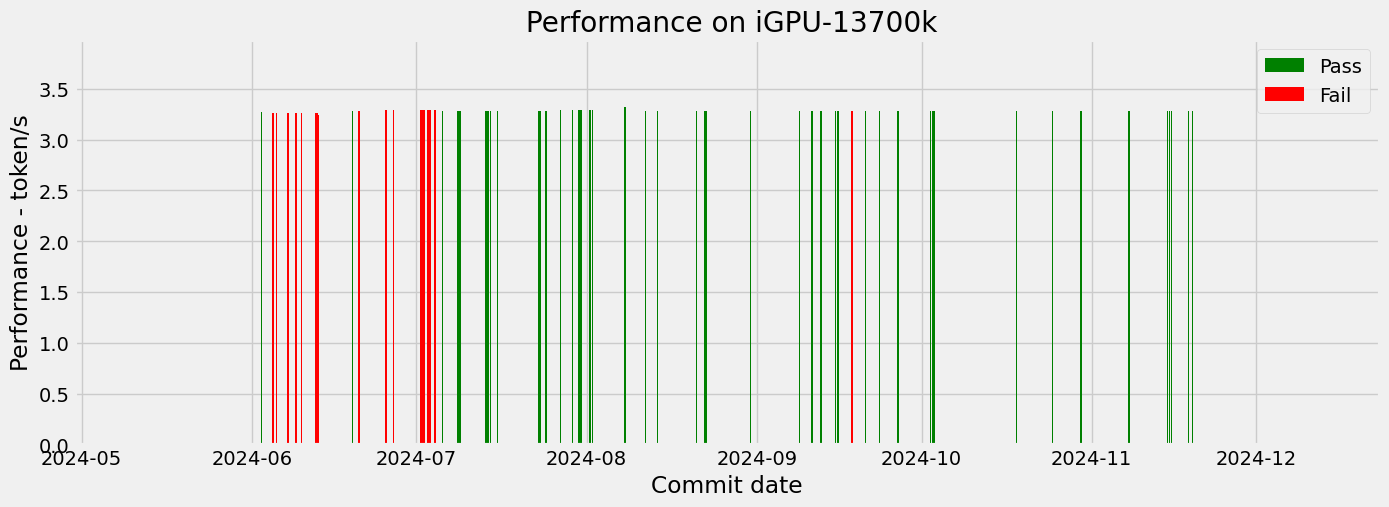 Performance on iGPU-13700k
Pass
Fail
Performance - token/s
3.5
3.0
2.5
2.0
1.5
1.0
0.5
0.0
2024-05 2024-06 2024-07 2024-08 2024-09 2024-10 2024-11 2024-12
Commit date